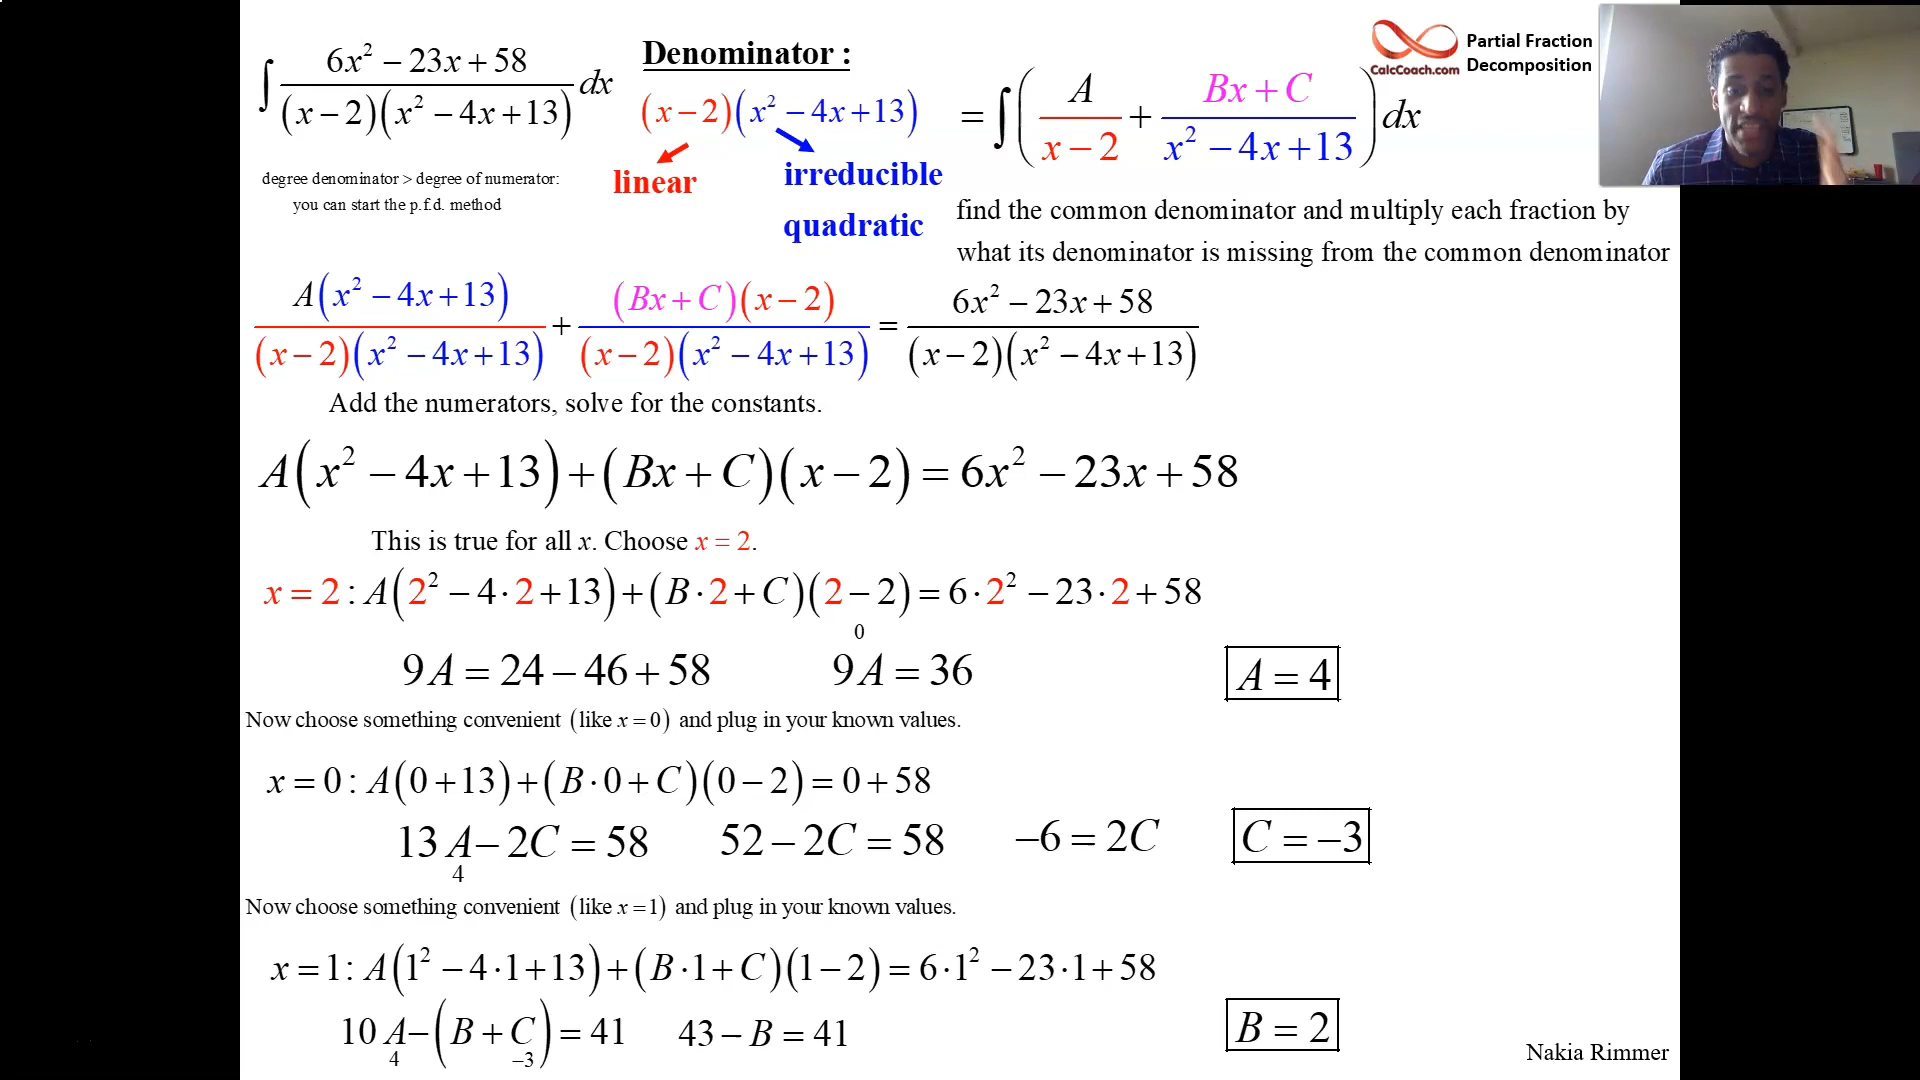 ∫ (6x² − 23x + 58) / ((x − 2)(x² − 4x + 13)) dx
degree denominator > degree of numerator:
you can start the p.f.d. method
Denominator :
(x − 2)(x² − 4x + 13)
linear
irreducible
quadratic
= ∫ ( A / (x − 2) + (Bx + C) / (x² − 4x + 13) ) dx
CalcCoach.com
Partial Fraction
Decomposition
find the common denominator and multiply each fraction by
what its denominator is missing from the common denominator
A(x² − 4x + 13) / ((x − 2)(x² − 4x + 13)) + (Bx + C)(x − 2) / ((x − 2)(x² − 4x + 13)) = (6x² − 23x + 58) / ((x − 2)(x² − 4x + 13))
Add the numerators, solve for the constants.
A(x² − 4x + 13) + (Bx + C)(x − 2) = 6x² − 23x + 58
This is true for all x. Choose x = 2.
x = 2 : A(2² − 4 · 2 + 13) + (B · 2 + C)(2 − 2) = 6 · 2² − 23 · 2 + 58
0
9A = 24 − 46 + 58 9A = 36 A = 4
Now choose something convenient (like x = 0) and plug in your known values.
x = 0 : A(0 + 13) + (B · 0 + C)(0 − 2) = 0 + 58
13 A − 2C = 58 52 − 2C = 58 −6 = 2C C = −3
4
Now choose something convenient (like x = 1) and plug in your known values.
x = 1 : A(1² − 4 · 1 + 13) + (B · 1 + C)(1 − 2) = 6 · 1² − 23 · 1 + 58
10 A − (B + C) = 41 43 − B = 41 B = 2
4 −3
Nakia Rimmer